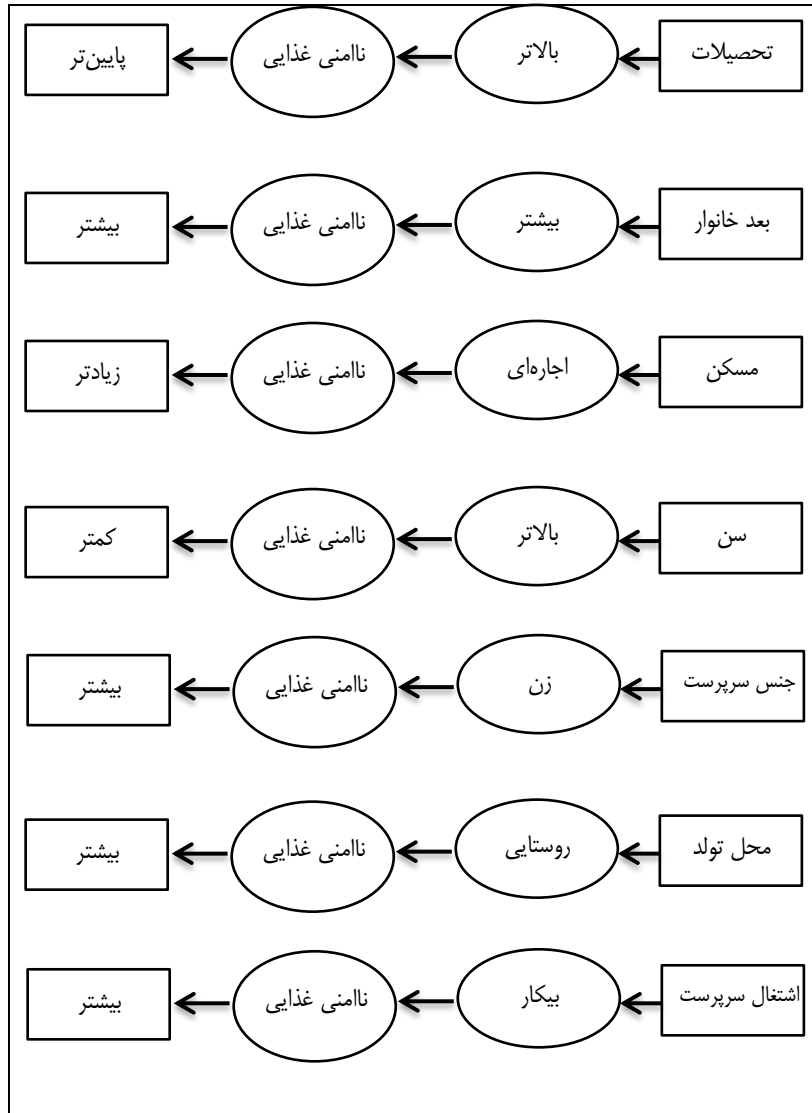 تحصیلات بالاتر ناامنی غذایی پایین‌تر
بعد خانوار بیشتر ناامنی غذایی بیشتر
مسکن اجاره‌ای ناامنی غذایی زیادتر
سن بالاتر ناامنی غذایی کمتر
جنس سرپرست زن ناامنی غذایی بیشتر
محل تولد روستایی ناامنی غذایی بیشتر
اشتغال سرپرست بیکار ناامنی غذایی بیشتر